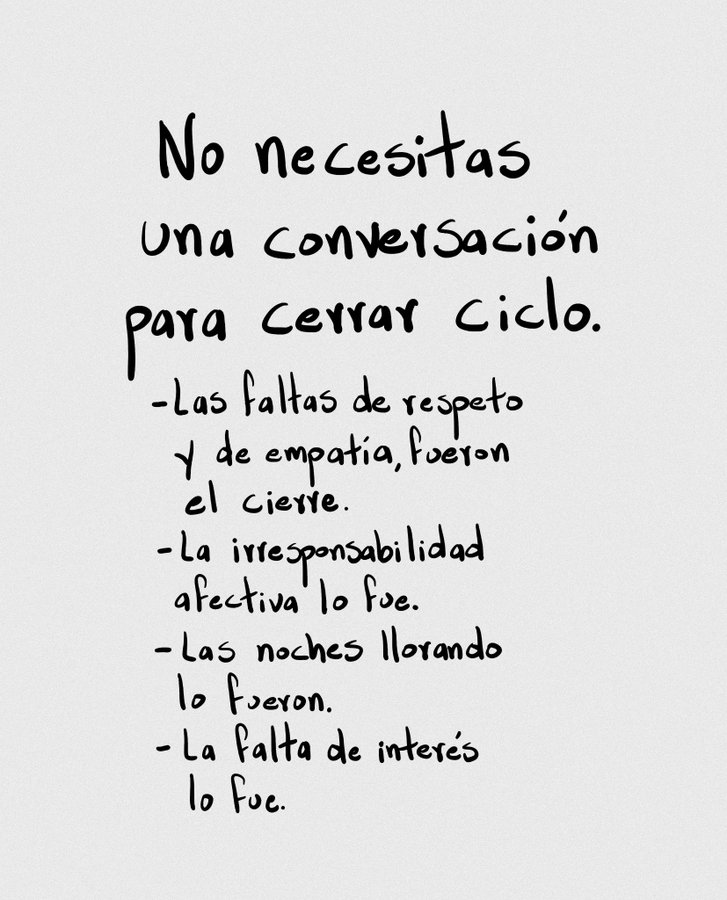 No necesitas
una conversación
para cerrar ciclo.
-Las faltas de respeto
y de empatía, fueron
el cierre.
-La irresponsabilidad
afectiva lo fue.
-Las noches llorando
lo fueron.
-La falta de interés
lo fue.